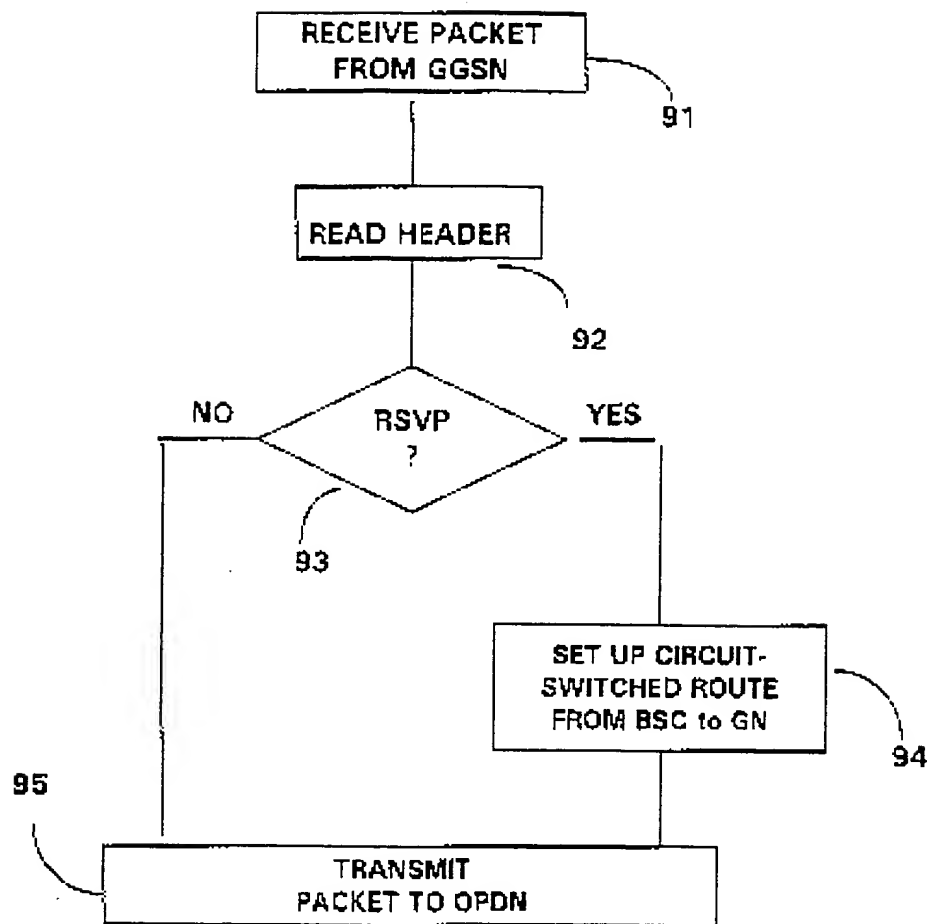 RECEIVE PACKET
FROM GGSN
91
READ HEADER
92
NO
RSVP
?
YES
93
SET UP CIRCUIT-
SWITCHED ROUTE
FROM BSC to GN
94
95
TRANSMIT
PACKET TO OPDN